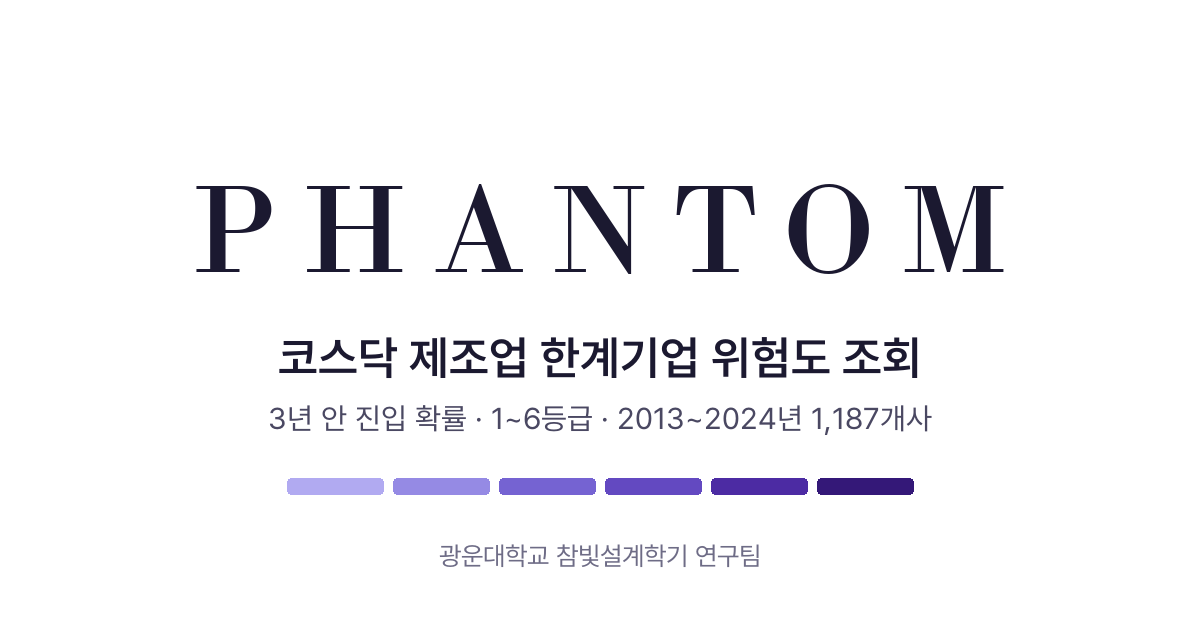 PHANTOM
코스닥 제조업 한계기업 위험도 조회
3년 안 진입 확률 · 1~6등급 · 2013~2024년 1,187개사
광운대학교 참빛설계학기 연구팀